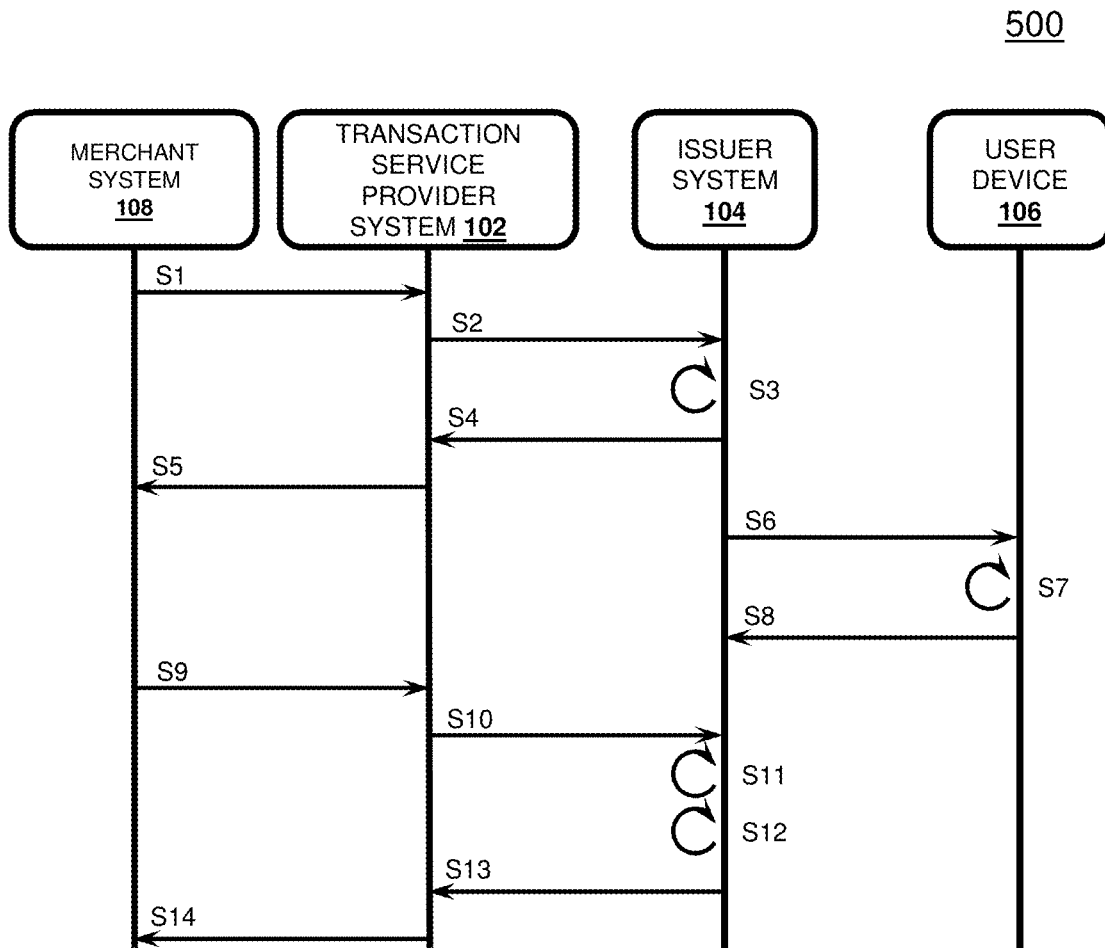 500
MERCHANT
SYSTEM
108
TRANSACTION
SERVICE
PROVIDER
SYSTEM 102
ISSUER
SYSTEM
104
USER
DEVICE
106
S1
S2
S3
S4
S5
S6
S7
S8
S9
S10
S11
S12
S13
S14